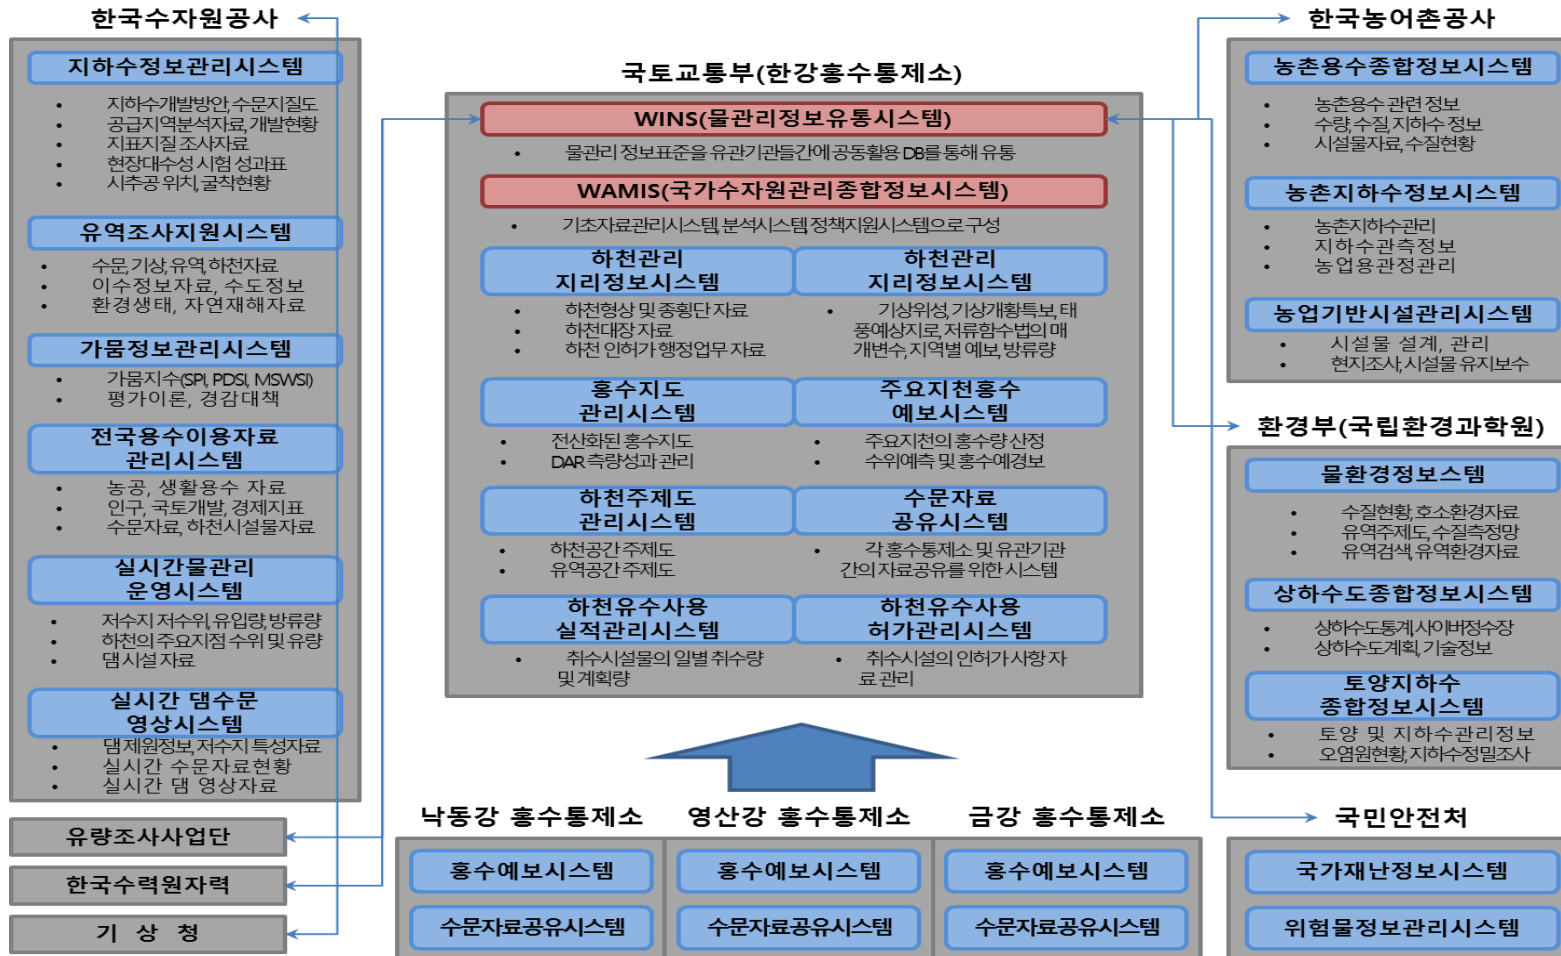 한국수자원공사
지하수정보관리시스템
• 지하수개발방안, 수문지질도
• 공급지역분석자료, 개발현황
• 지표지질 조사자료
• 현장대수성 시험 성과표
• 시추공 위치, 굴착현황
유역조사지원시스템
• 수문, 기상, 유역, 하천자료
• 이수정보자료, 수도정보
• 환경생태, 자연재해자료
가뭄정보관리시스템
• 가뭄지수(SPI, PDSI, MSWSI)
• 평가이론, 경감대책
전국용수이용자료
관리시스템
• 농공, 생활용수 자료
• 인구, 국토개발, 경제지표
• 수문자료, 하천시설물자료
실시간물관리
운영시스템
• 저수지 저수위, 유입량, 방류량
• 하천의 주요지점 수위 및 유량
• 댐시설 자료
실시간 댐수문
영상시스템
• 댐 제원정보, 저수지 특성자료
• 실시간 수문자료현황
• 실시간 댐 영상자료
유량조사사업단
한국수력원자력
기 상 청
국토교통부(한강홍수통제소)
WINS(물관리정보유통시스템)
• 물관리 정보표준을 유관기관들간에 공동활용 DB를 통해 유통
WAMIS(국가수자원관리종합정보시스템)
• 기초자료관리시스템, 분석시스템, 정책지원시스템으로 구성
하천관리
지리정보시스템
• 하천형상 및 종횡단 자료
• 하천대장 자료
• 하천 인허가 행정업무 자료
하천관리
지리정보시스템
• 기상위성, 기상개황특보, 태
풍예상지로, 저류함수법의 매
개변수, 지역별 예보, 방류량
홍수지도
관리시스템
• 전산화된 홍수지도
• DAR 측량성과 관리
주요지천홍수
예보시스템
• 주요지천의 홍수량 산정
• 수위예측 및 홍수예경보
하천주제도
관리시스템
• 하천공간 주제도
• 유역공간 주제도
수문자료
공유시스템
• 각 홍수통제소 및 유관기관
간의 자료공유를 위한 시스템
하천유수사용
실적관리시스템
• 취수시설물의 일별 취수량
및 계획량
하천유수사용
허가관리시스템
• 취수시설의 인허가 사항 자
료 관리
낙동강 홍수통제소
홍수예보시스템
수문자료공유시스템
영산강 홍수통제소
홍수예보시스템
수문자료공유시스템
금강 홍수통제소
홍수예보시스템
수문자료공유시스템
한국농어촌공사
농촌용수종합정보시스템
• 농촌용수 관련 정보
• 수량, 수질, 지하수 정보
• 시설물자료, 수질현황
농촌지하수정보시스템
• 농촌지하수관리
• 지하수관측정보
• 농업용관정관리
농업기반시설관리시스템
• 시설물 설계, 관리
• 현지조사, 시설물 유지보수
환경부(국립환경과학원)
물환경정보스템
• 수질현황, 호소환경자료
• 유역주제도, 수질측정망
• 유역검색, 유역환경자료
상하수도종합정보시스템
• 상하수도통계, 사이버정수장
• 상하수도계획, 기술정보
토양지하수
종합정보시스템
• 토양 및 지하수관리정보
• 오염원현황, 지하수정밀조사
국민안전처
국가재난정보시스템
위험물정보관리시스템